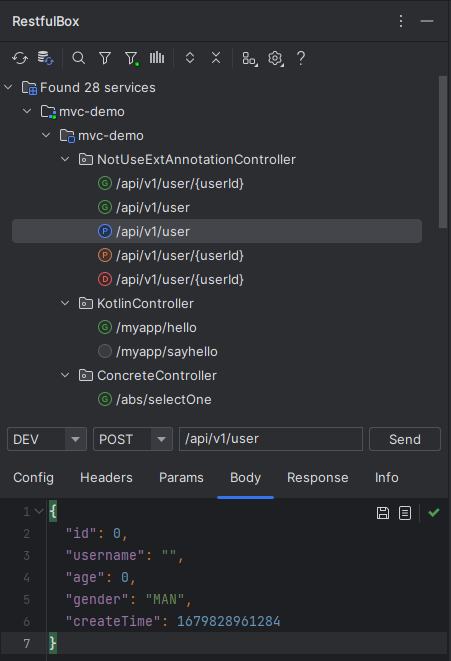 RestfulBox
Found 28 services
mvc-demo
mvc-demo
NotUseExtAnnotationController
G /api/v1/user/{userId}
G /api/v1/user
P /api/v1/user
P /api/v1/user/{userId}
D /api/v1/user/{userId}
KotlinController
G /myapp/hello
/myapp/sayhello
ConcreteController
G /abs/selectOne
DEV POST /api/v1/user Send
Config Headers Params Body Response Info
1 {
2 "id": 0,
3 "username": "",
4 "age": 0,
5 "gender": "MAN",
6 "createTime": 1679828961284
7 }